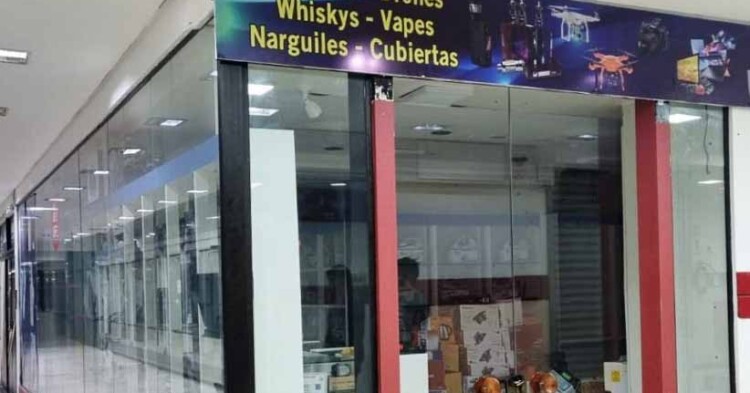 Whiskys - Vapes
Narguiles - Cubiertas